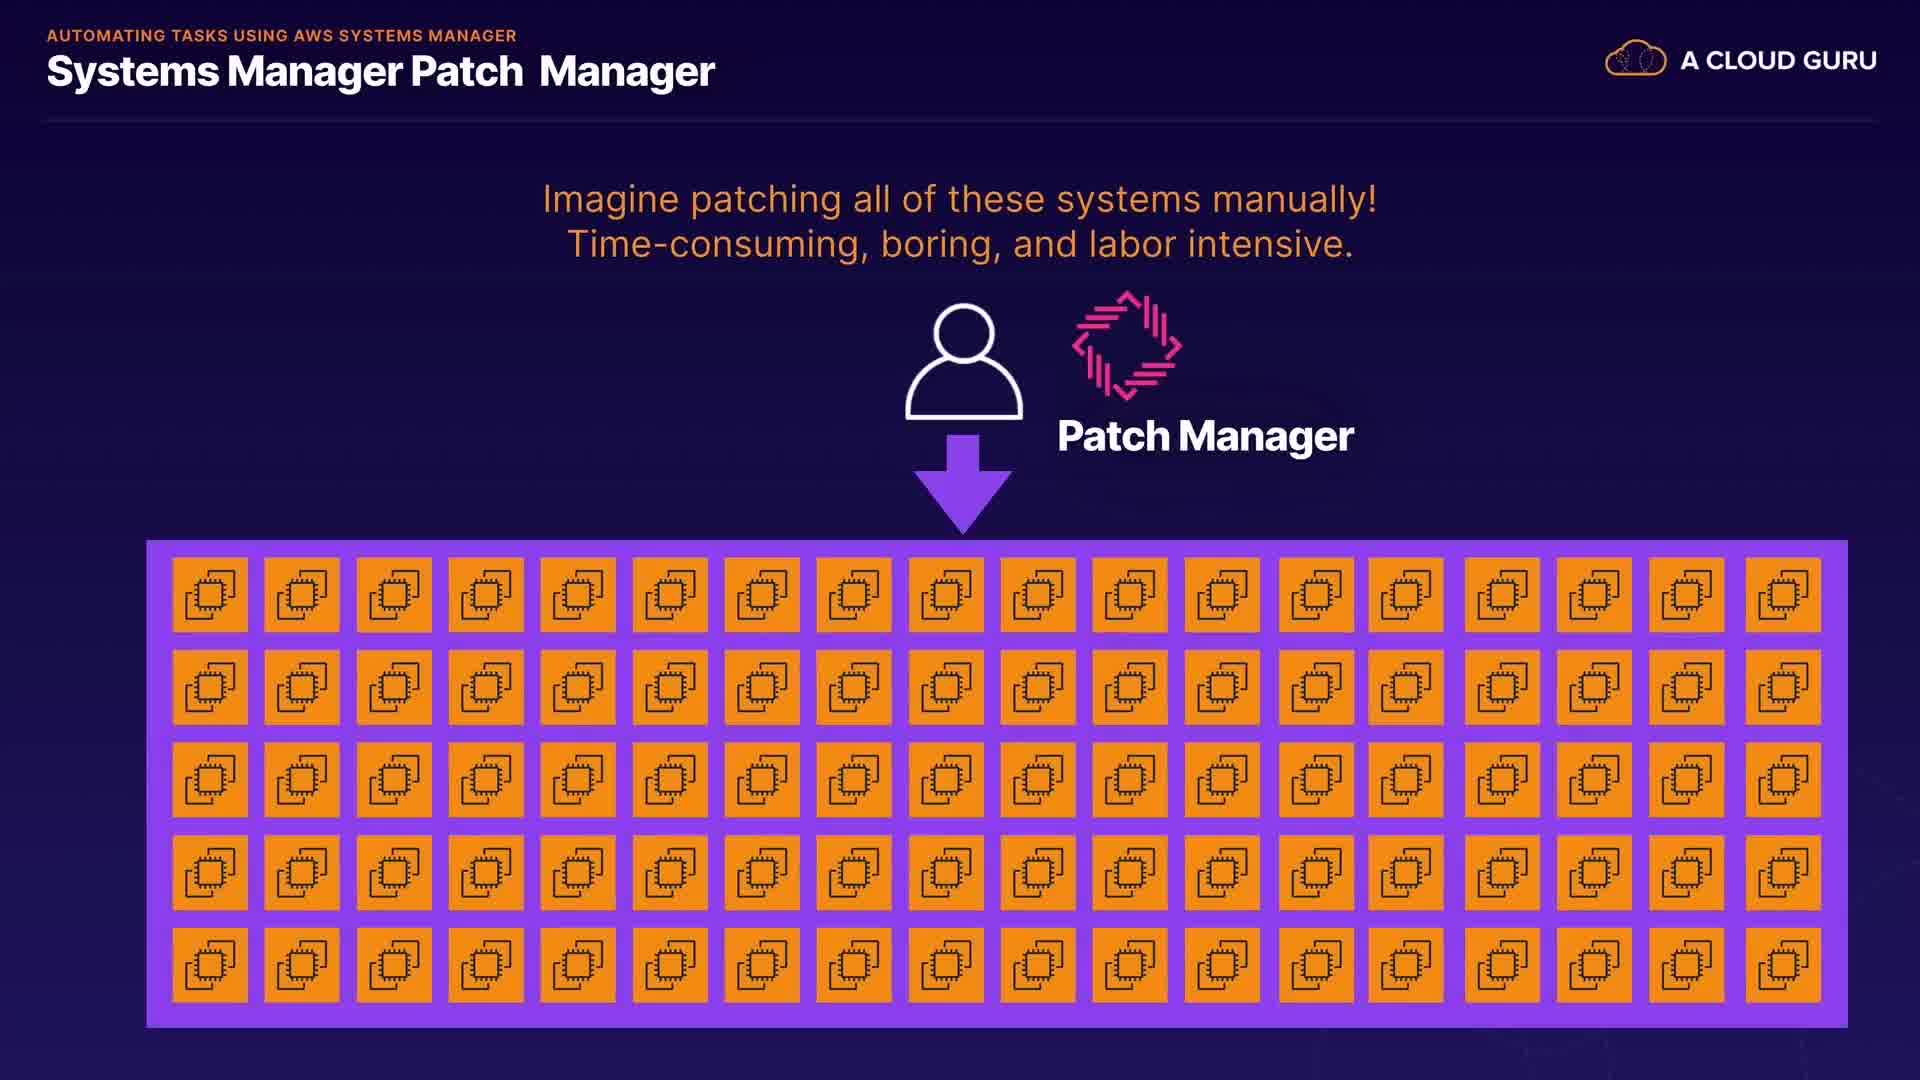 AUTOMATING TASKS USING AWS SYSTEMS MANAGER
Systems Manager Patch Manager
A CLOUD GURU
Imagine patching all of these systems manually!
Time-consuming, boring, and labor intensive.
Patch Manager